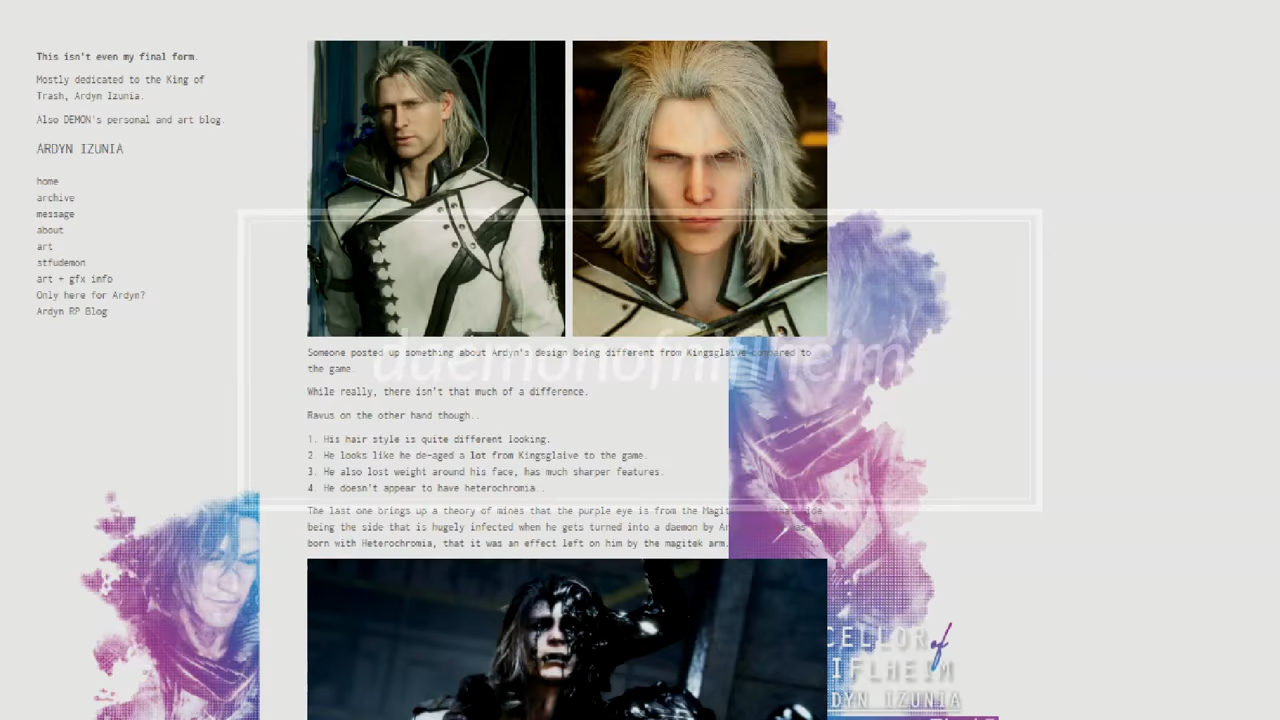 This isn't even my final form.
Mostly dedicated to the King of
Trash, Ardyn Izunia.
Also DEMON's personal and art blog.
ARDYN IZUNIA
home
archive
message
about
art
stfudemon
art + gfx info
Only here for Ardyn?
Ardyn RP Blog
daemonofniflheim
Someone posted up something about Ardyn's design being different from Kingsglaive compared to
the game.
While really, there isn't that much of a difference.
Ravus on the other hand though..
1. His hair style is quite different looking.
2. He looks like he de-aged a lot from Kingsglaive to the game.
3. He also lost weight around his face, has much sharper features.
4. He doesn't appear to have heterochromia..
The last one brings up a theory of mines that the purple eye is from the Magit
being the side that is hugely infected when he gets turned into a daemon by Ar
born with Heterochromia, that it was an effect left on him by the magitek arm.
CELLOR of
IFLHEIM
DYN IZUNIA